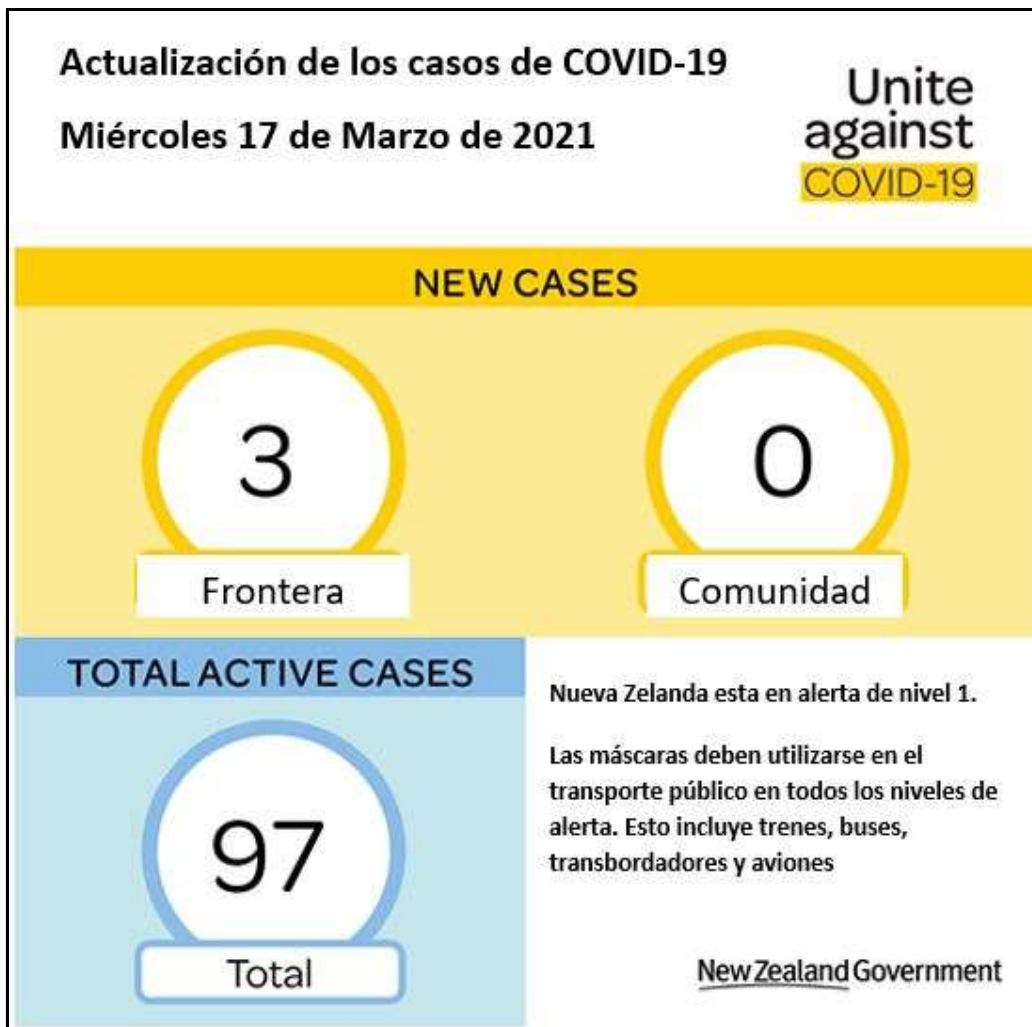 Actualización de los casos de COVID-19
Miércoles 17 de Marzo de 2021
Unite
against
COVID-19
NEW CASES
3
Frontera
0
Comunidad
TOTAL ACTIVE CASES
97
Total
Nueva Zelanda esta en alerta de nivel 1.
Las máscaras deben utilizarse en el
transporte público en todos los niveles de
alerta. Esto incluye trenes, buses,
transbordadores y aviones
New Zealand Government